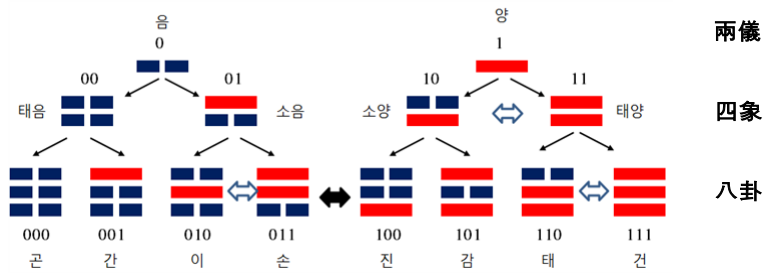 음 양
0 1
兩儀
00 01 10 11
태음 소음 소양 태양
四象
八卦
000 001 010 011 100 101 110 111
곤 간 이 손 진 감 태 건